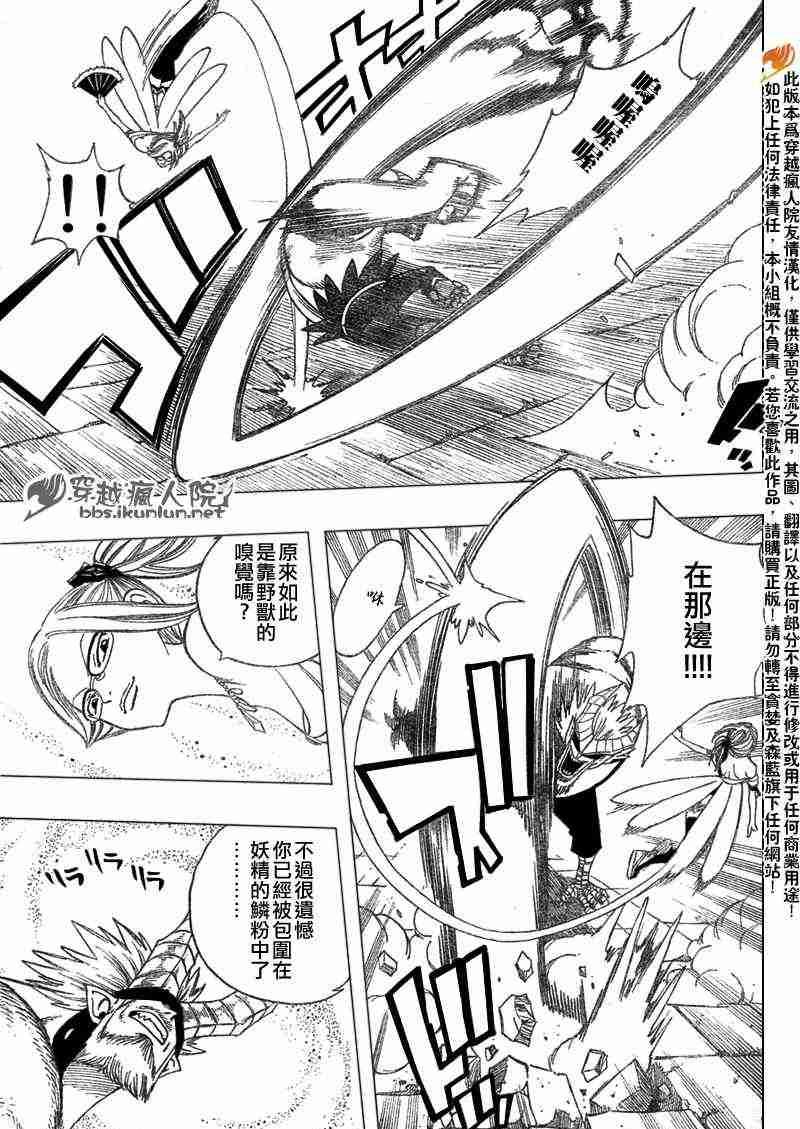 此版本爲穿越瘋人院友情漢化，僅供學習交流之用，其圖、翻譯以及任何部分不得進行修改或用于任何商業用途！
如犯上任何法律責任，本小組概不負責。若您喜歡此作品，請購買正版！請勿轉至貪婪及森藍旗下任何網站！
嗚喔喔喔
!!
穿越瘋人院
bbs.ikunlun.net
在那邊!!!!
原來如此
是靠野獸的
嗅覺嗎？
不過很遺憾
你已經被包圍在
妖精的鱗粉中了
…………